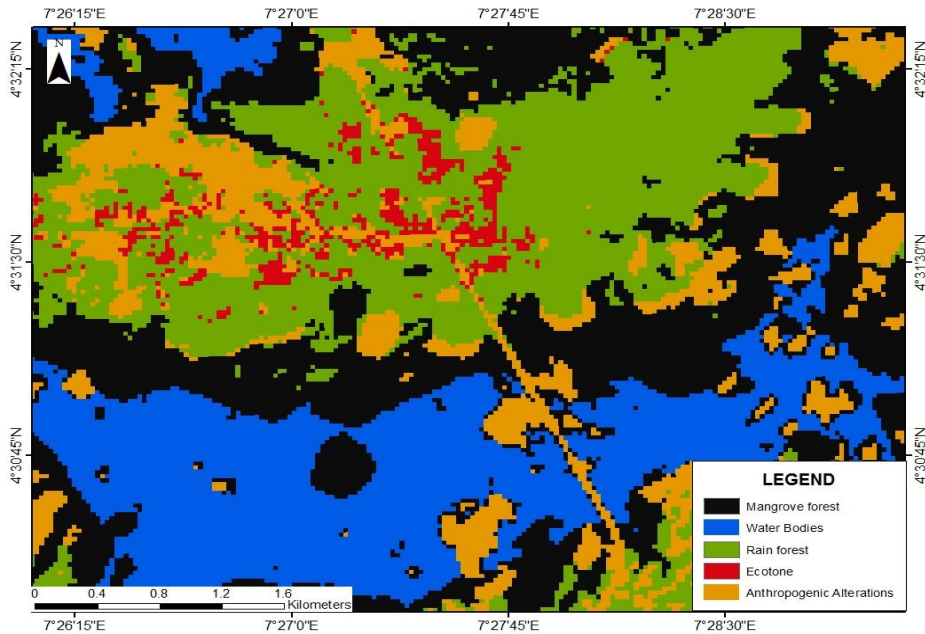 7°26'15"E 7°27'0"E 7°27'45"E 7°28'30"E
N
4°32'15"N 4°32'15"N
4°31'30"N 4°31'30"N
4°30'45"N 4°30'45"N
LEGEND
Mangrove forest
Water Bodies
Rain forest
Ecotone
Anthropogenic Alterations
0 0.4 0.8 1.2 1.6
Kilometers
7°26'15"E 7°27'0"E 7°27'45"E 7°28'30"E